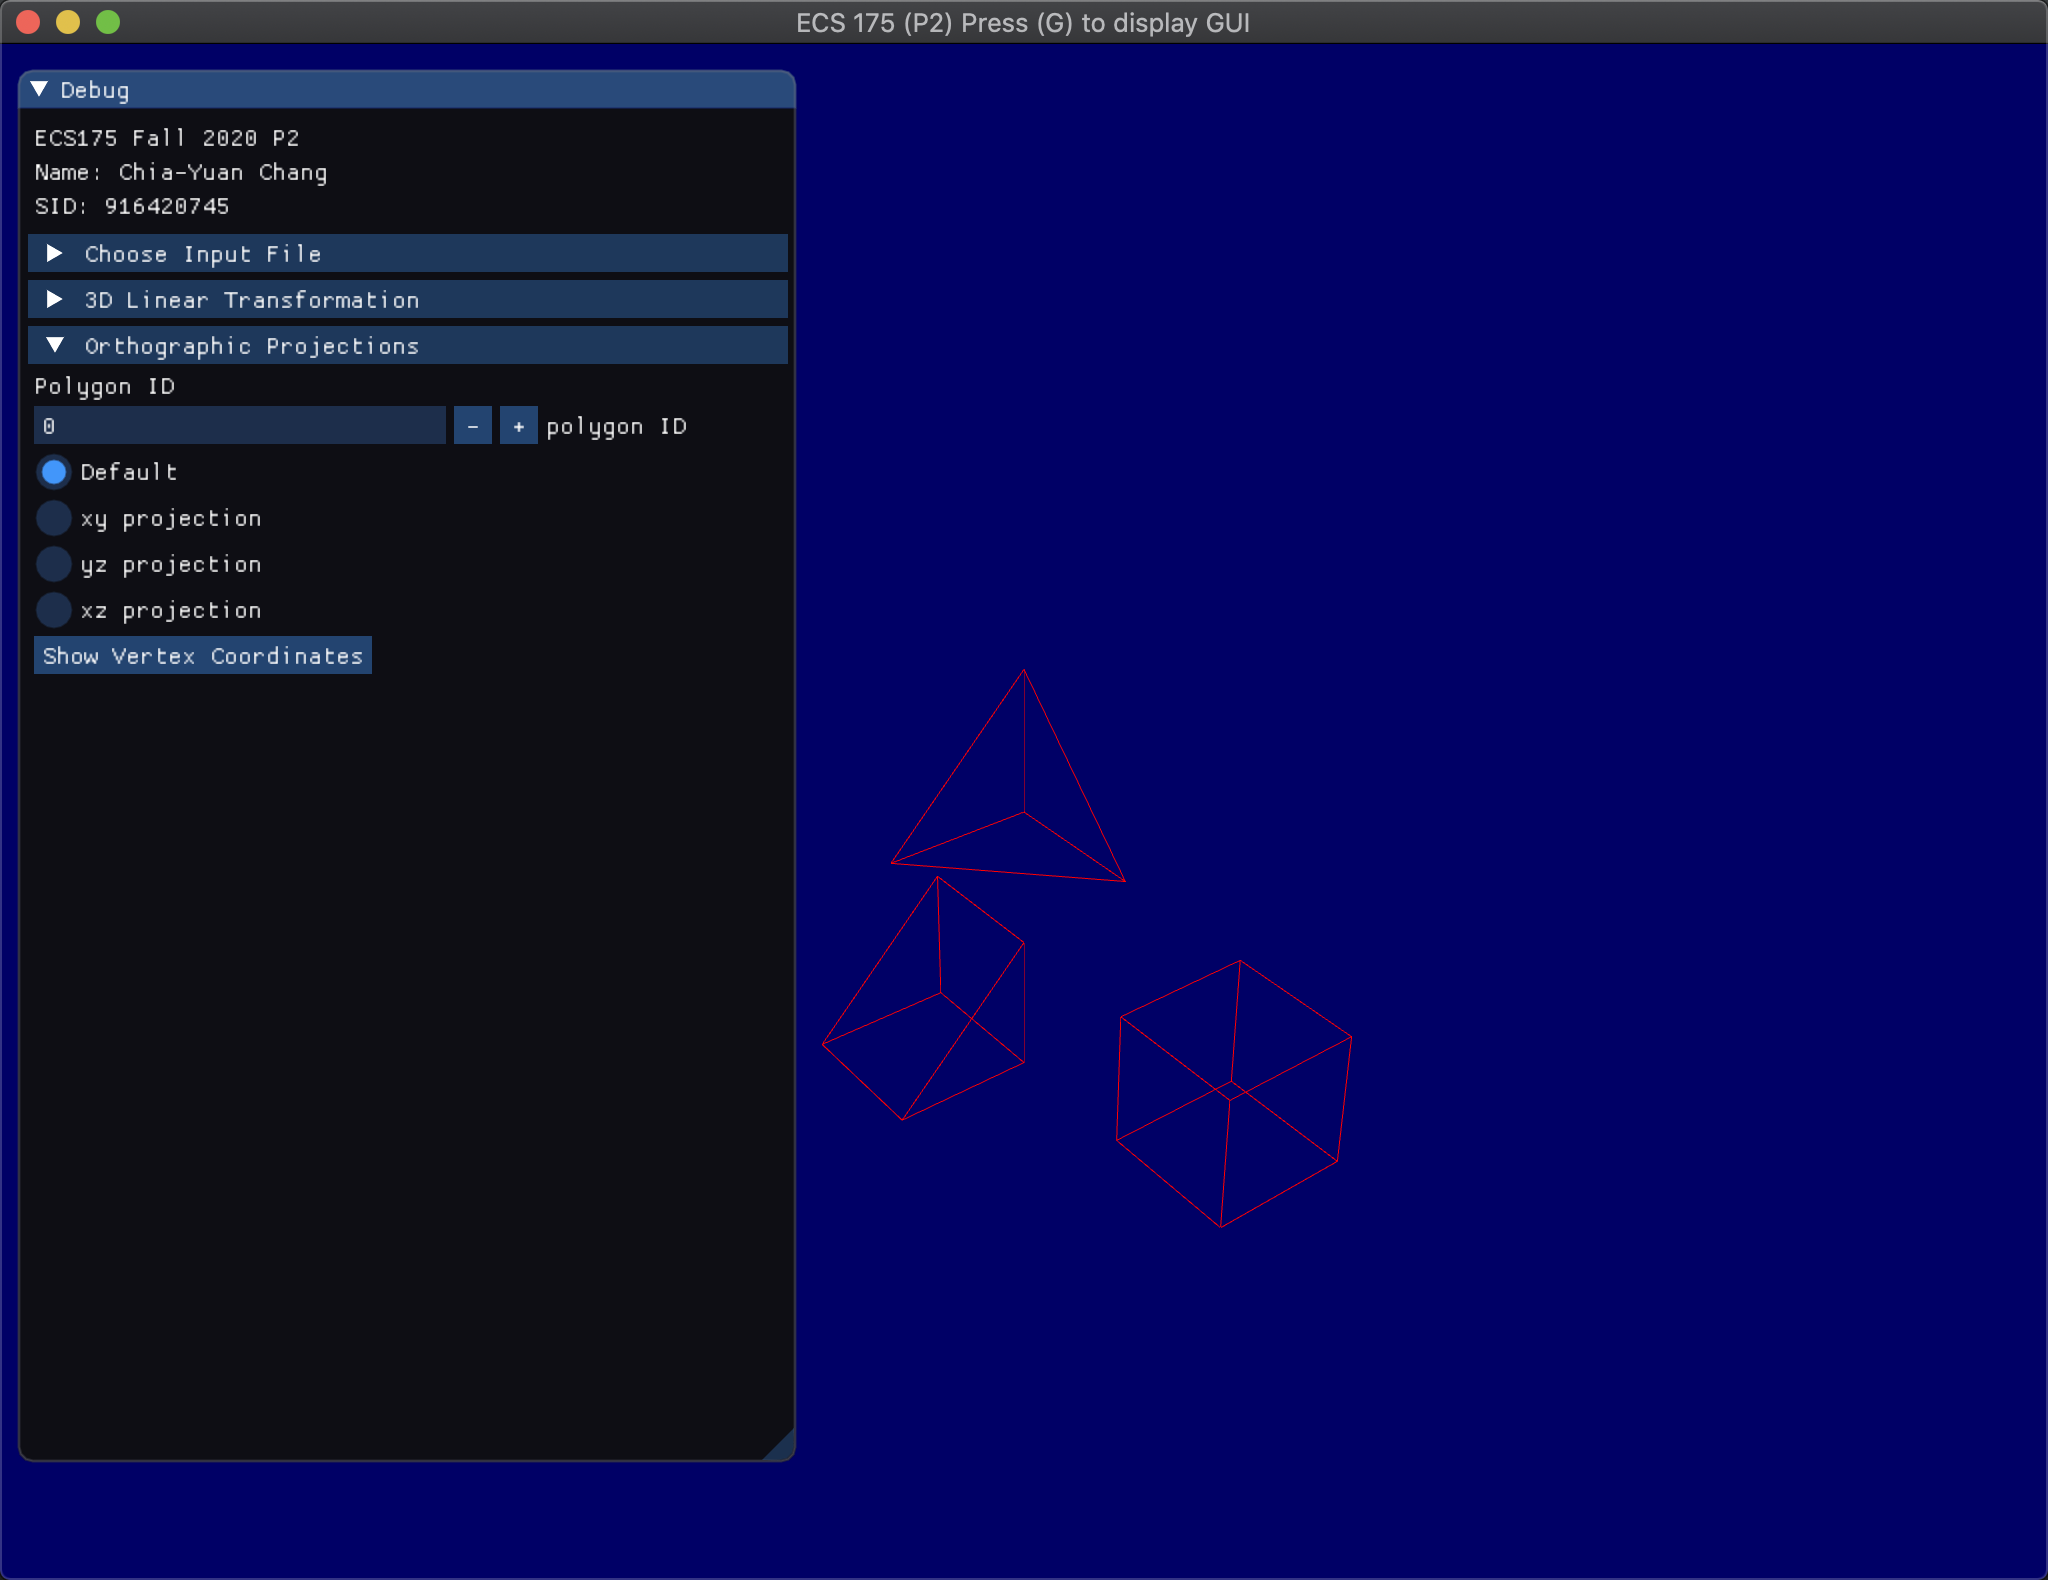 ECS 175 (P2) Press (G) to display GUI
Debug
ECS175 Fall 2020 P2
Name: Chia-Yuan Chang
SID: 916420745
Choose Input File
3D Linear Transformation
Orthographic Projections
Polygon ID
0 - + polygon ID
Default
xy projection
yz projection
xz projection
Show Vertex Coordinates